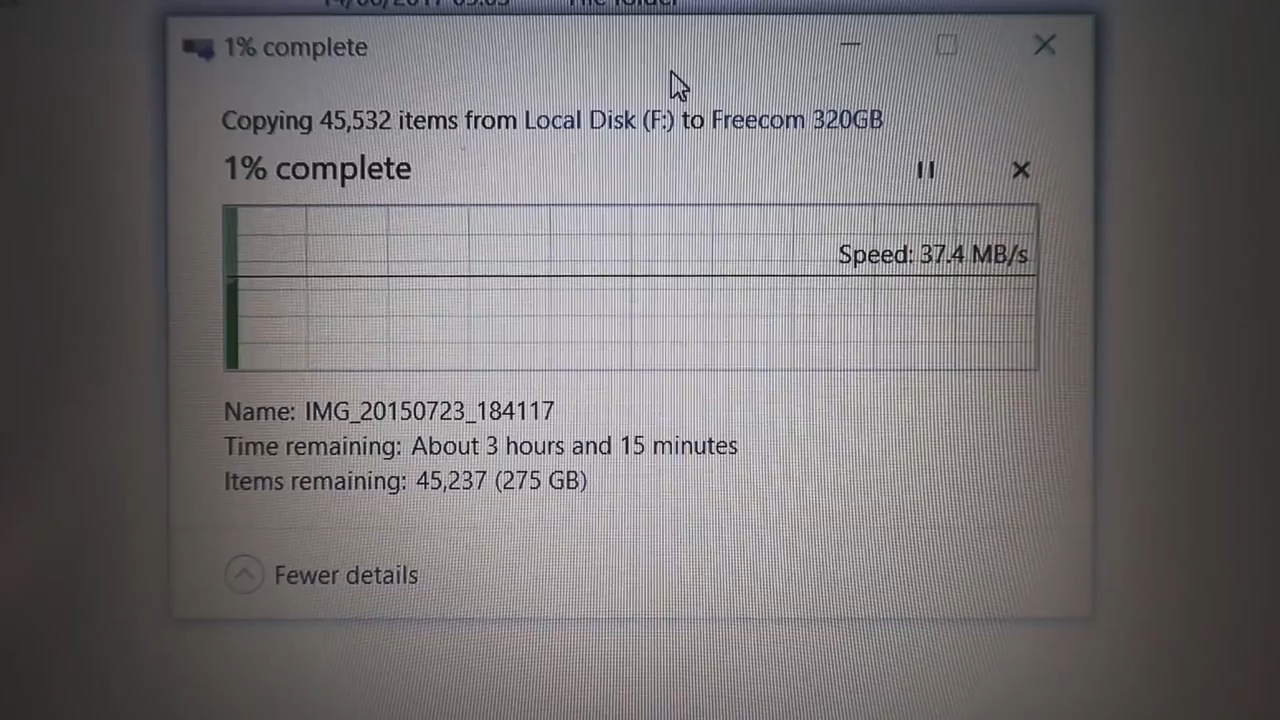 1% complete
Copying 45,532 items from Local Disk (F:) to Freecom 320GB
1% complete
Speed: 37.4 MB/s
Name: IMG_20150723_184117
Time remaining: About 3 hours and 15 minutes
Items remaining: 45,237 (275 GB)
Fewer details